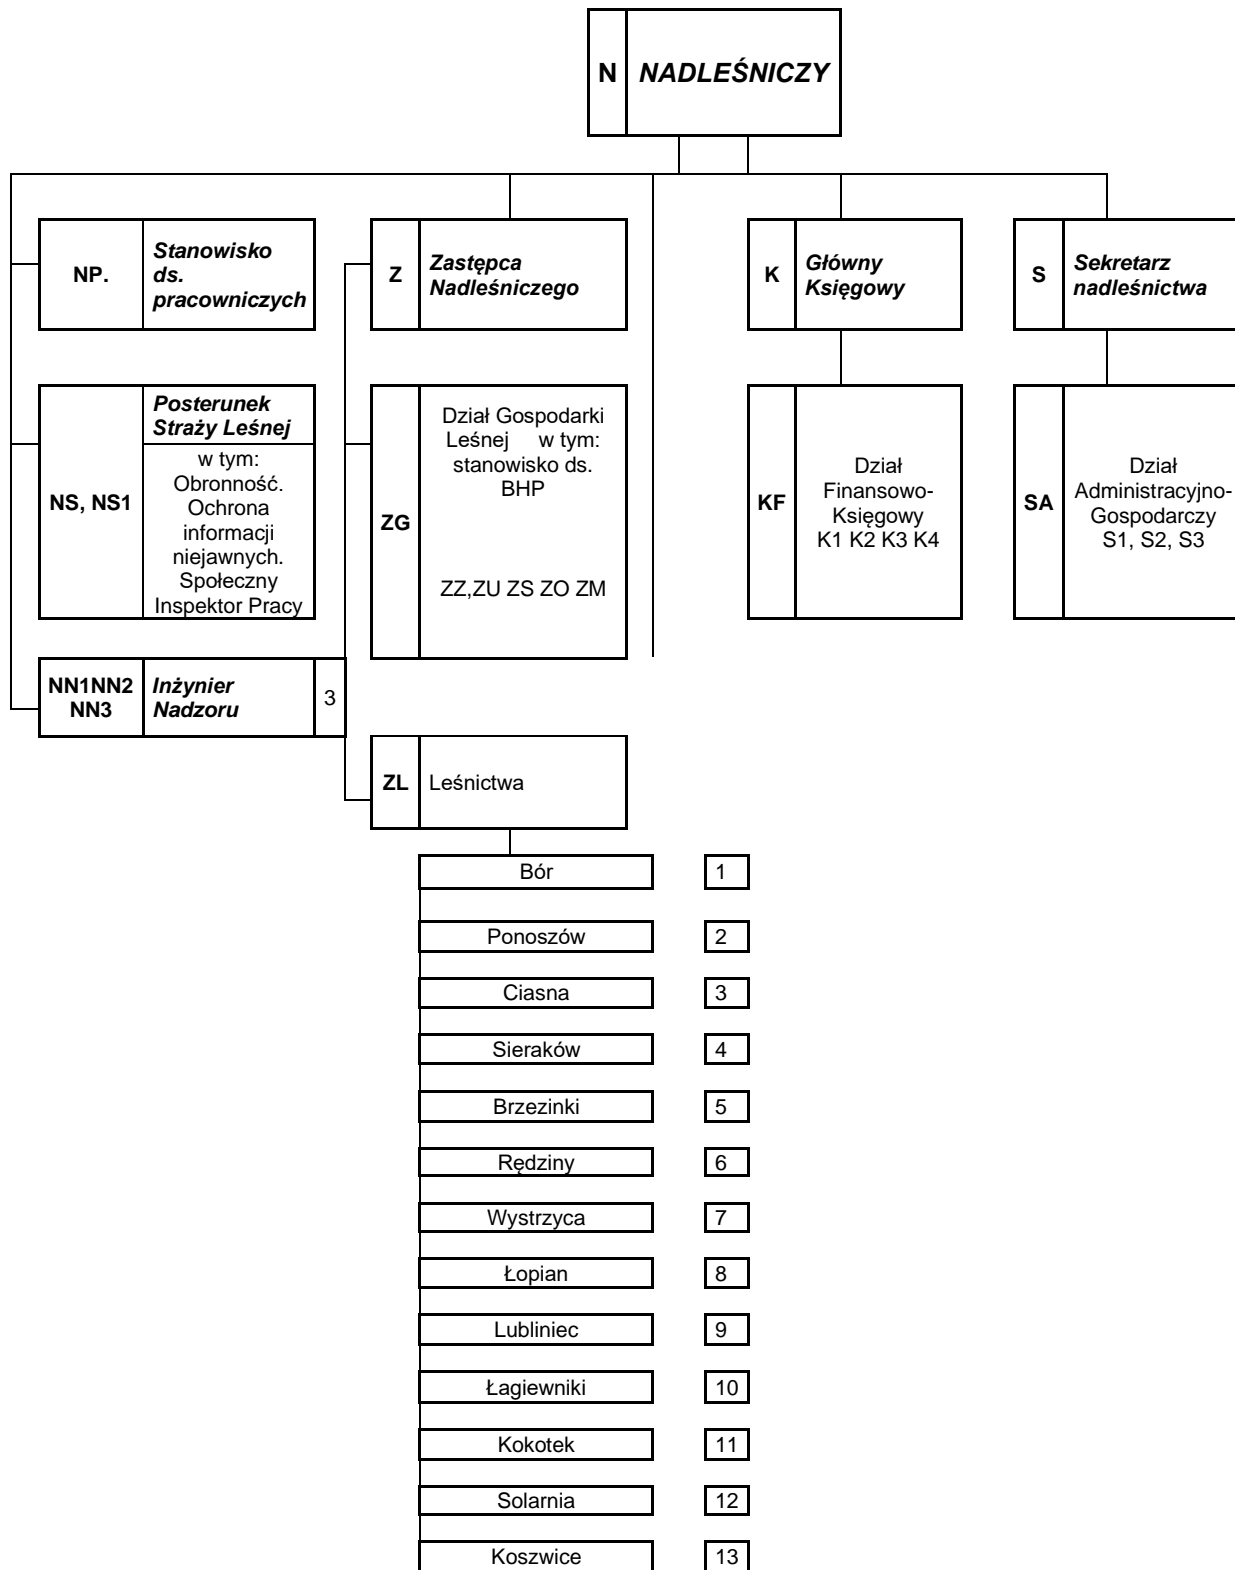 N
NADLEŚNICZY
NP.
Stanowisko
ds.
pracowniczych
Z
Zastępca
Nadleśniczego
K
Główny
Księgowy
S
Sekretarz
nadleśnictwa
NS, NS1
Posterunek
Straży Leśnej
w tym:
Obronność.
Ochrona
informacji
niejawnych.
Społeczny
Inspektor Pracy
ZG
Dział Gospodarki
Leśnej w tym:
stanowisko ds.
BHP
ZZ,ZU ZS ZO ZM
KF
Dział
Finansowo-
Księgowy
K1 K2 K3 K4
SA
Dział
Administracyjno-
Gospodarczy
S1, S2, S3
NN1NN2
NN3
Inżynier
Nadzoru
3
ZL
Leśnictwa
Bór 1
Ponoszów 2
Ciasna 3
Sieraków 4
Brzezinki 5
Rędziny 6
Wystrzyca 7
Łopian 8
Lubliniec 9
Łagiewniki 10
Kokotek 11
Solarnia 12
Koszwice 13